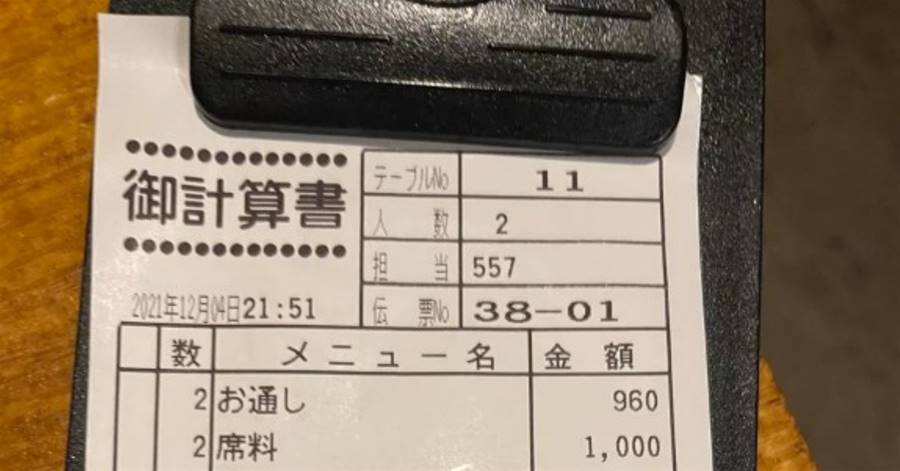 御計算書
テーブルNo 11
人数 2
担当 557
2021年12月04日21:51
伝票No 38-01
数 メニュー名 金額
2 お通し 960
2 席料 1,000